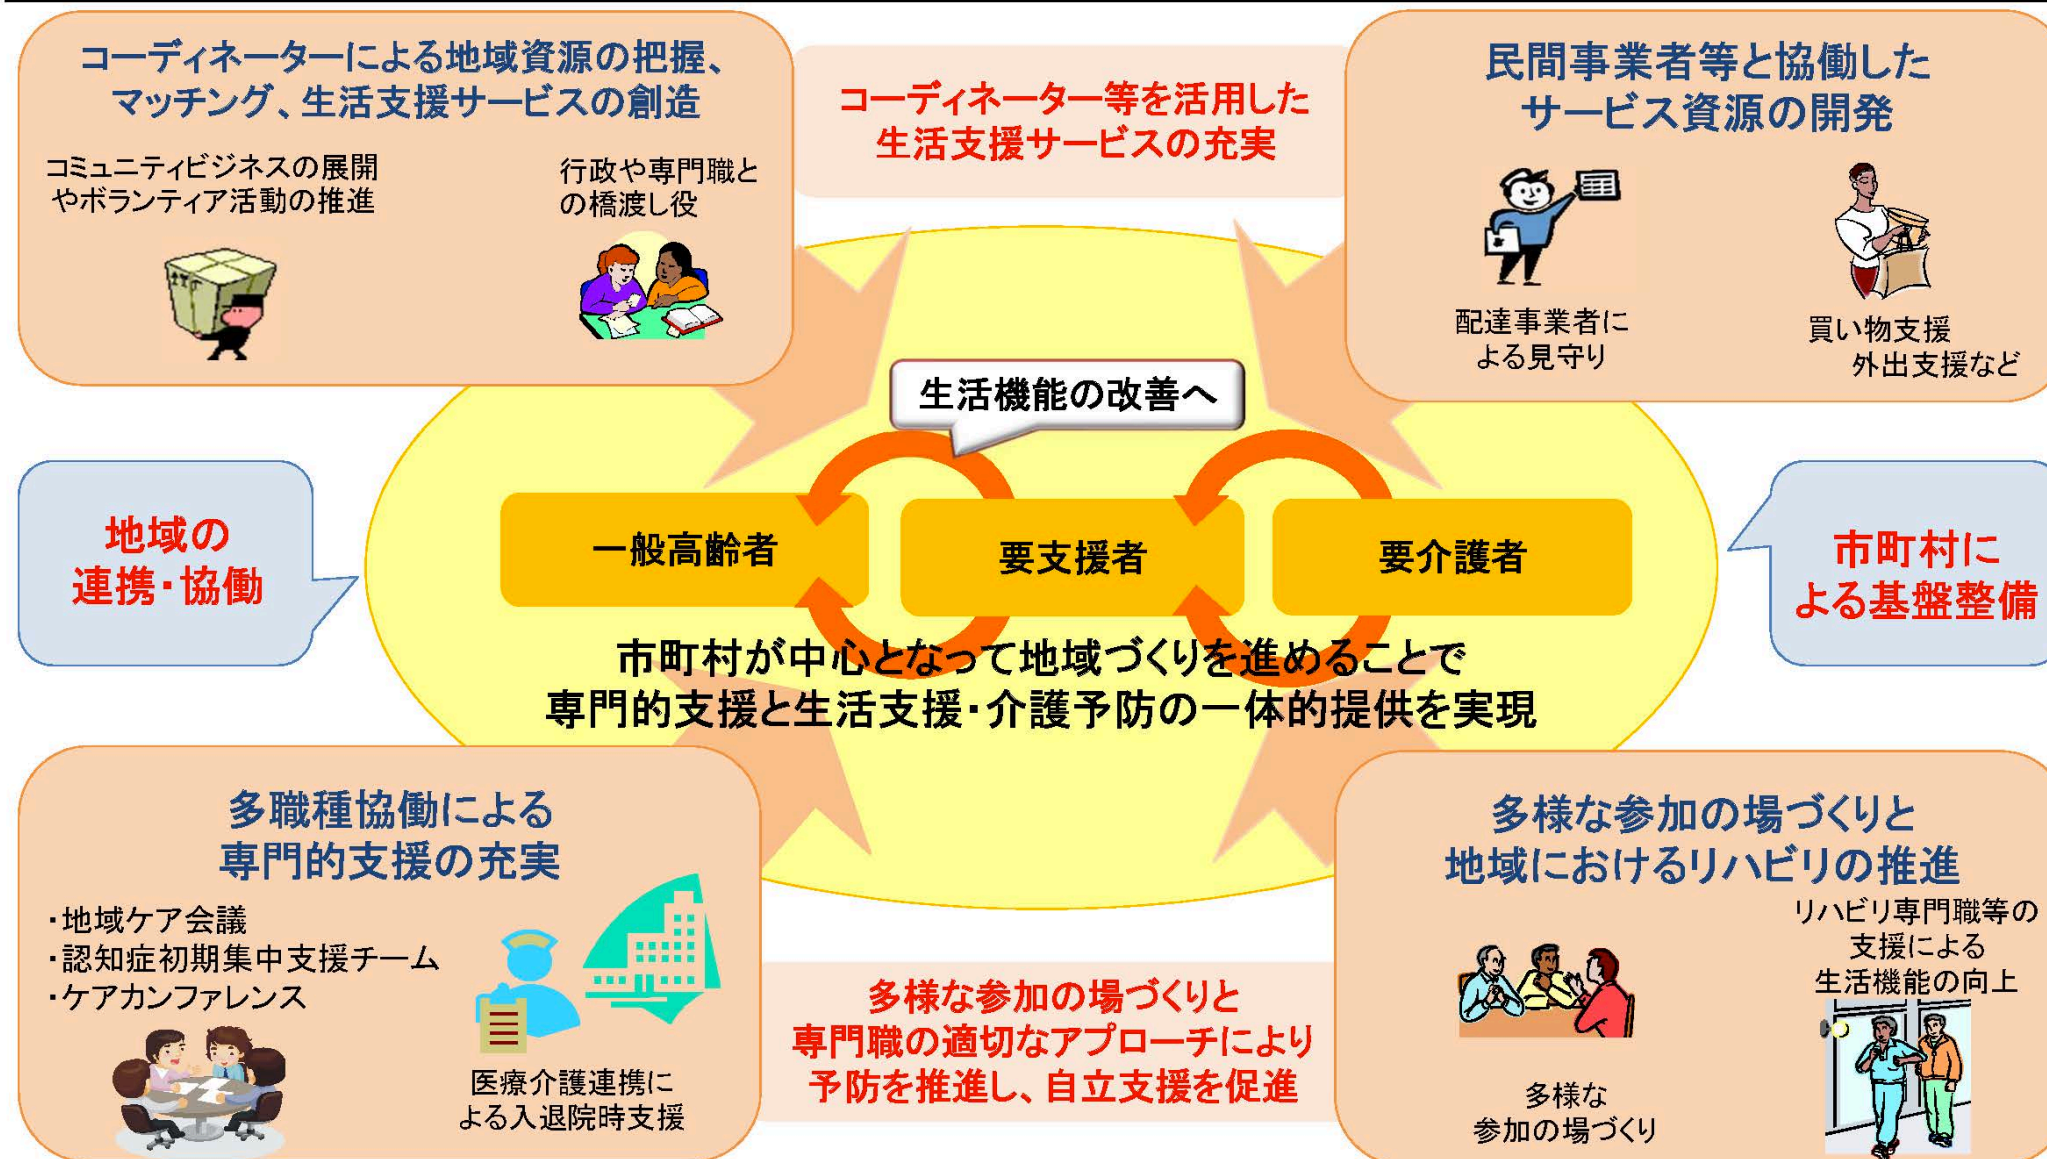 コーディネーターによる地域資源の把握、
マッチング、生活支援サービスの創造
コミュニティビジネスの展開
やボランティア活動の推進
行政や専門職と
の橋渡し役
コーディネーター等を活用した
生活支援サービスの充実
民間事業者等と協働した
サービス資源の開発
配達事業者に
よる見守り
買い物支援
外出支援など
生活機能の改善へ
地域の
連携・協働
一般高齢者
要支援者
要介護者
市町村に
よる基盤整備
市町村が中心となって地域づくりを進めることで
専門的支援と生活支援・介護予防の一体的提供を実現
多職種協働による
専門的支援の充実
・地域ケア会議
・認知症初期集中支援チーム
・ケアカンファレンス
医療介護連携に
よる入退院時支援
多様な参加の場づくりと
専門職の適切なアプローチにより
予防を推進し、自立支援を促進
多様な参加の場づくりと
地域におけるリハビリの推進
リハビリ専門職等の
支援による
生活機能の向上
多様な
参加の場づくり